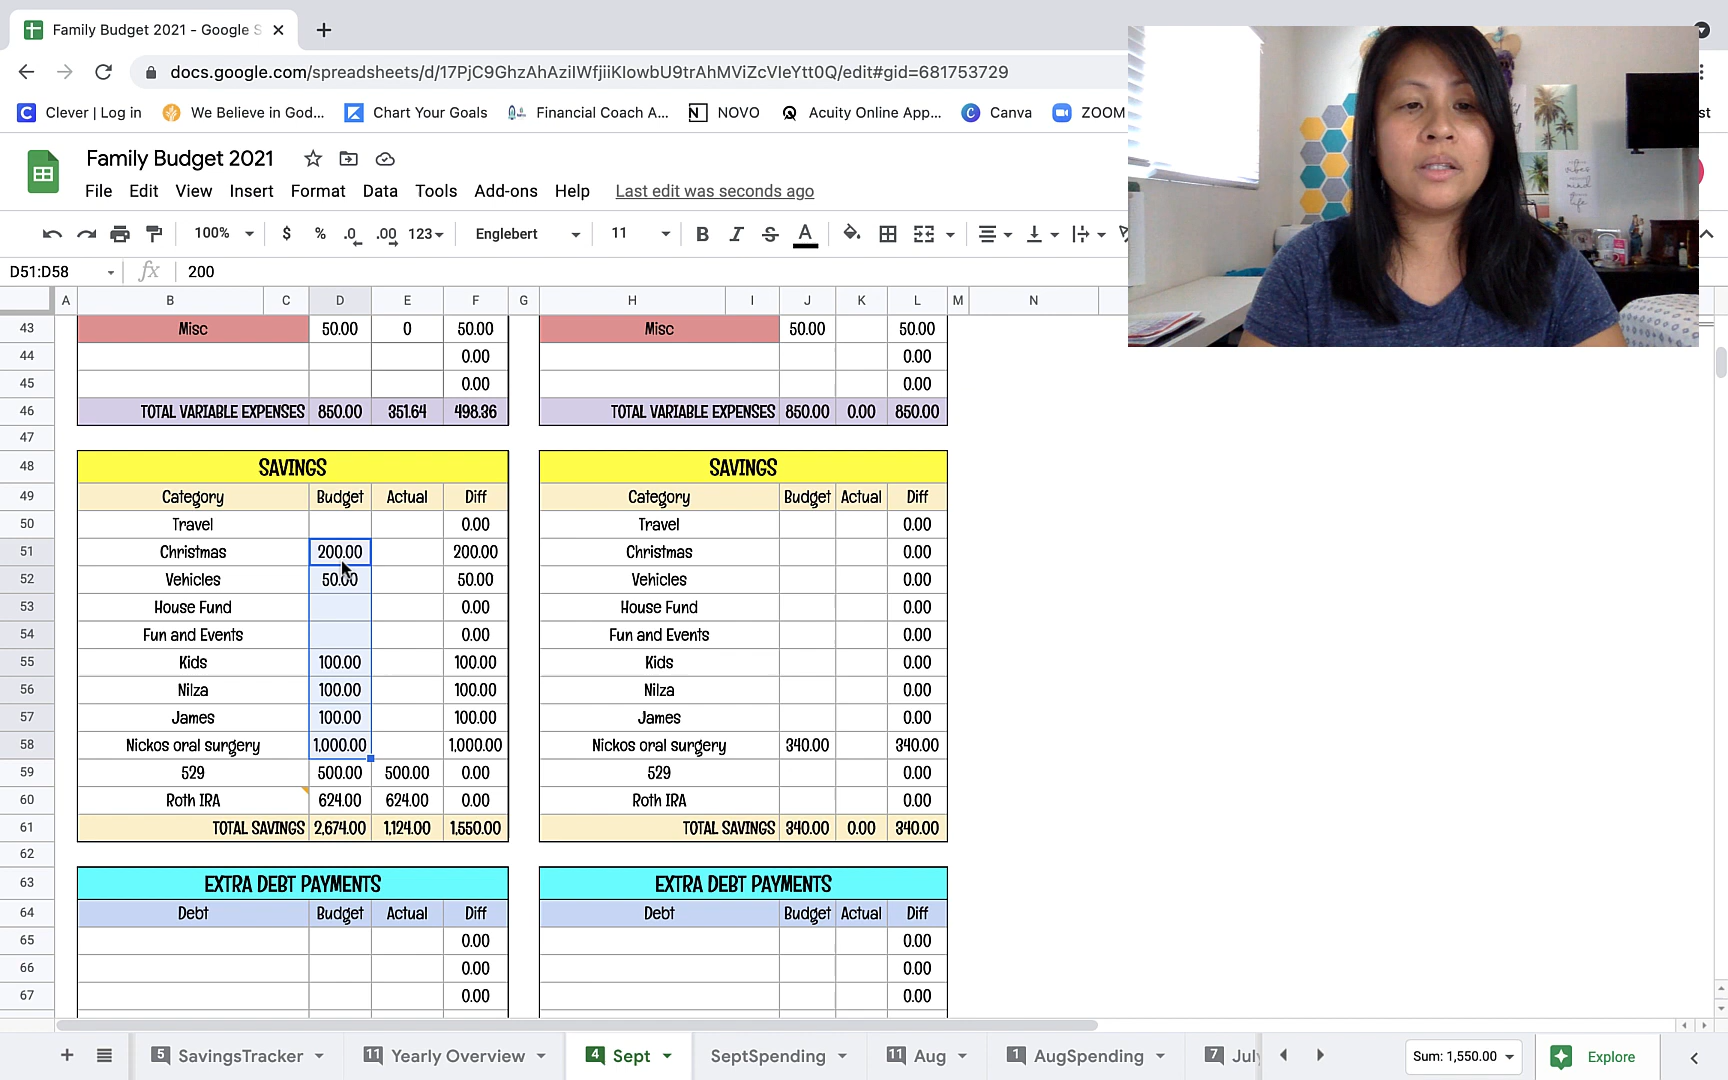 Family Budget 2021 - Google S
docs.google.com/spreadsheets/d/17PjC9GhzAhAziIWfjiiKIowbU9trAhMViZcVIeYtt0Q/edit#gid=681753729
Clever | Log in We Believe in God... Chart Your Goals Financial Coach A... NOVO Acuity Online App... Canva ZOOM
Family Budget 2021
File Edit View Insert Format Data Tools Add-ons Help Last edit was seconds ago
100% $ % .0 .00 123 Englebert 11 B I S A
D51:D58 fx 200
A B C D E F G H I J K L M N
43 Misc 50.00 0 50.00 Misc 50.00 50.00
44 0.00 0.00
45 0.00 0.00
46 TOTAL VARIABLE EXPENSES 850.00 351.64 498.36 TOTAL VARIABLE EXPENSES 850.00 0.00 850.00
47
48 SAVINGS SAVINGS
49 Category Budget Actual Diff Category Budget Actual Diff
50 Travel 0.00 Travel 0.00
51 Christmas 200.00 200.00 Christmas 0.00
52 Vehicles 50.00 50.00 Vehicles 0.00
53 House Fund 0.00 House Fund 0.00
54 Fun and Events 0.00 Fun and Events 0.00
55 Kids 100.00 100.00 Kids 0.00
56 Nilza 100.00 100.00 Nilza 0.00
57 James 100.00 100.00 James 0.00
58 Nickos oral surgery 1,000.00 1,000.00 Nickos oral surgery 340.00 340.00
59 529 500.00 500.00 0.00 529 0.00
60 Roth IRA 624.00 624.00 0.00 Roth IRA 0.00
61 TOTAL SAVINGS 2,674.00 1,124.00 1,550.00 TOTAL SAVINGS 340.00 0.00 340.00
62
63 EXTRA DEBT PAYMENTS EXTRA DEBT PAYMENTS
64 Debt Budget Actual Diff Debt Budget Actual Diff
65 0.00 0.00
66 0.00 0.00
67 0.00 0.00
5 SavingsTracker 11 Yearly Overview 4 Sept SeptSpending 11 Aug 1 AugSpending 7 July Sum: 1,550.00 Explore